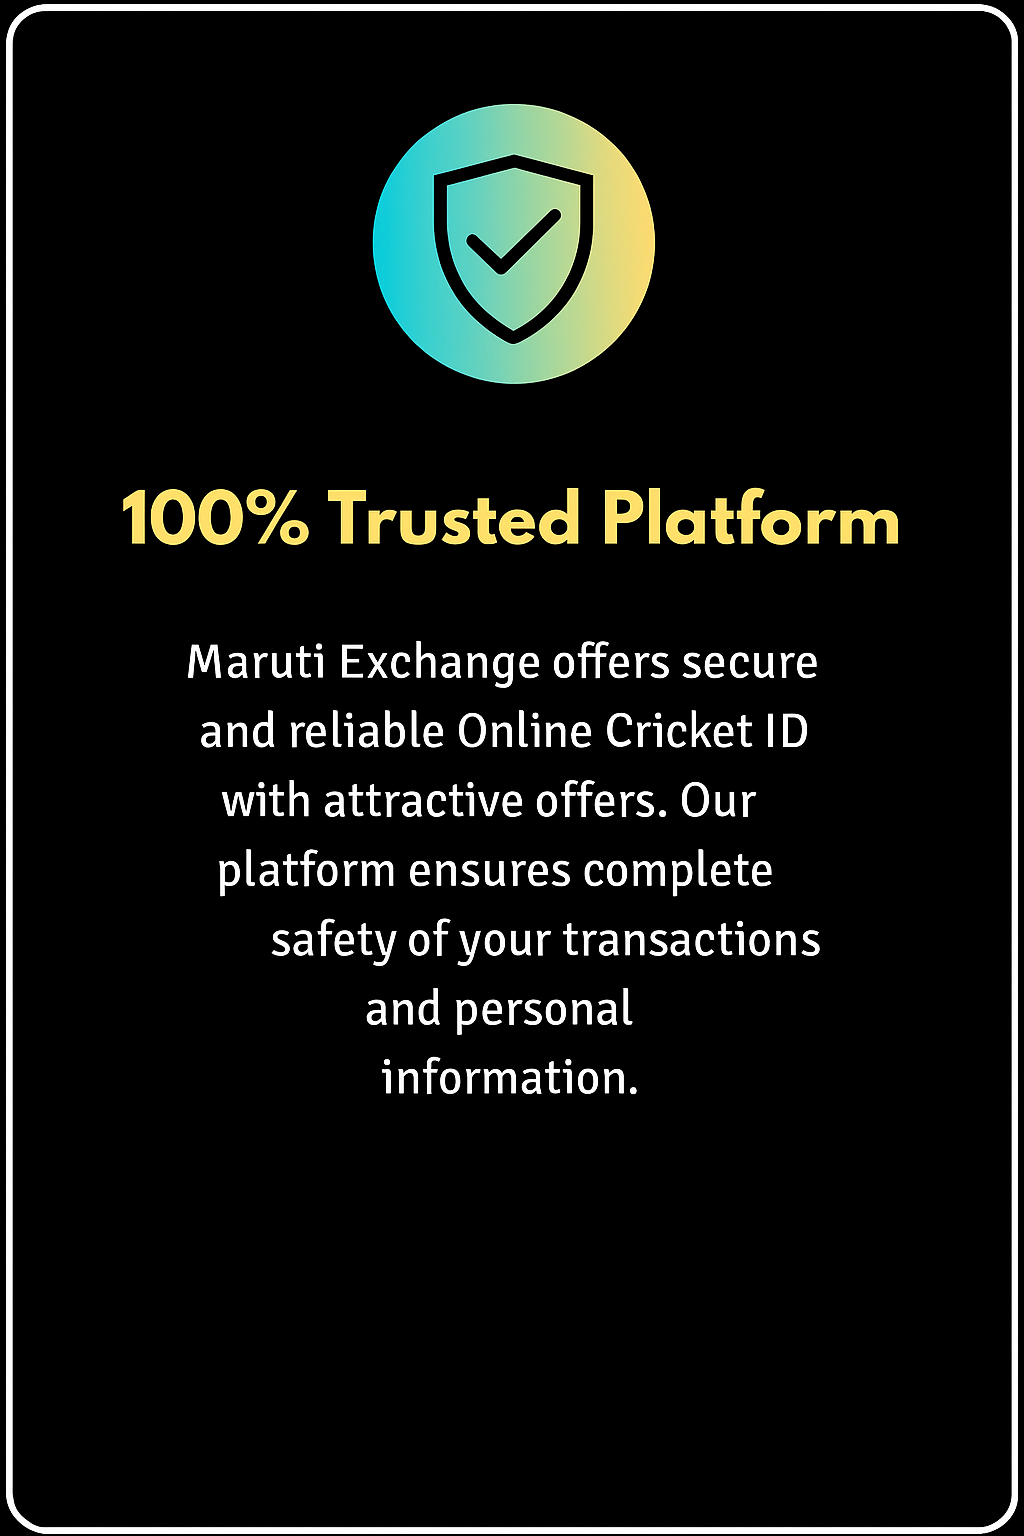 100% Trusted Platform
Maruti Exchange offers secure
and reliable Online Cricket ID
with attractive offers. Our
platform ensures complete
safety of your transactions
and personal
information.